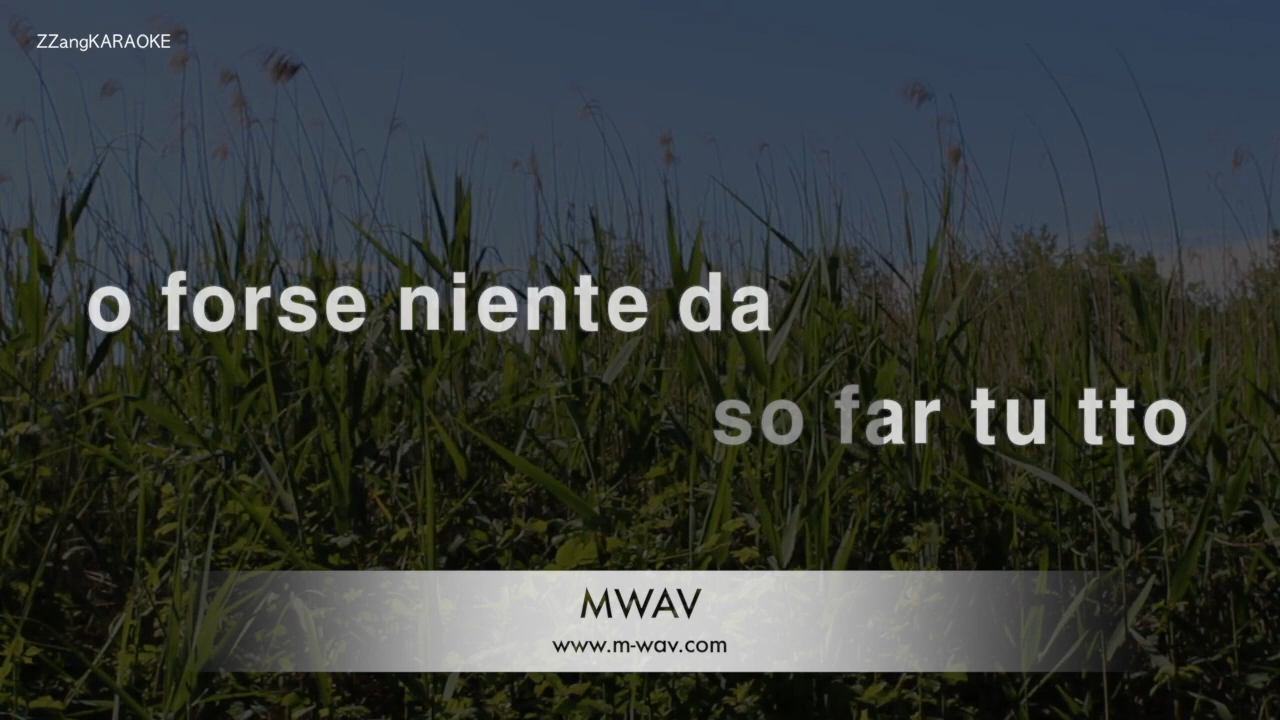 ZZangKARAOKE
o forse niente da
so far tu tto
MWAV
www.m-wav.com